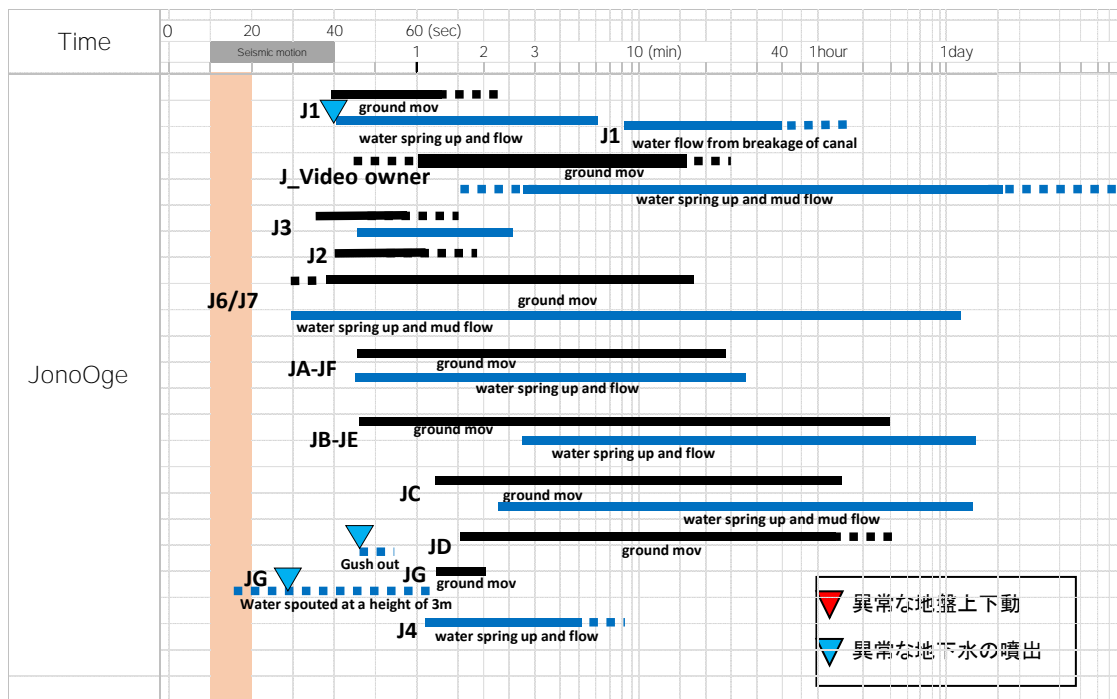 Time
0 20 40 60 (sec)
Seismic motion
1 2 3 10 (min) 40 1hour 1day
JonoOge
J1
ground mov
water spring up and flow
J1
water flow from breakage of canal
J_Video owner
ground mov
water spring up and mud flow
J3
J2
J6/J7
ground mov
water spring up and mud flow
JA-JF
ground mov
water spring up and flow
JB-JE
ground mov
water spring up and flow
JC
ground mov
water spring up and mud flow
JD
Gush out
ground mov
JG
JG
ground mov
Water spouted at a height of 3m
J4
water spring up and flow
異常な地盤上下動
異常な地下水の噴出